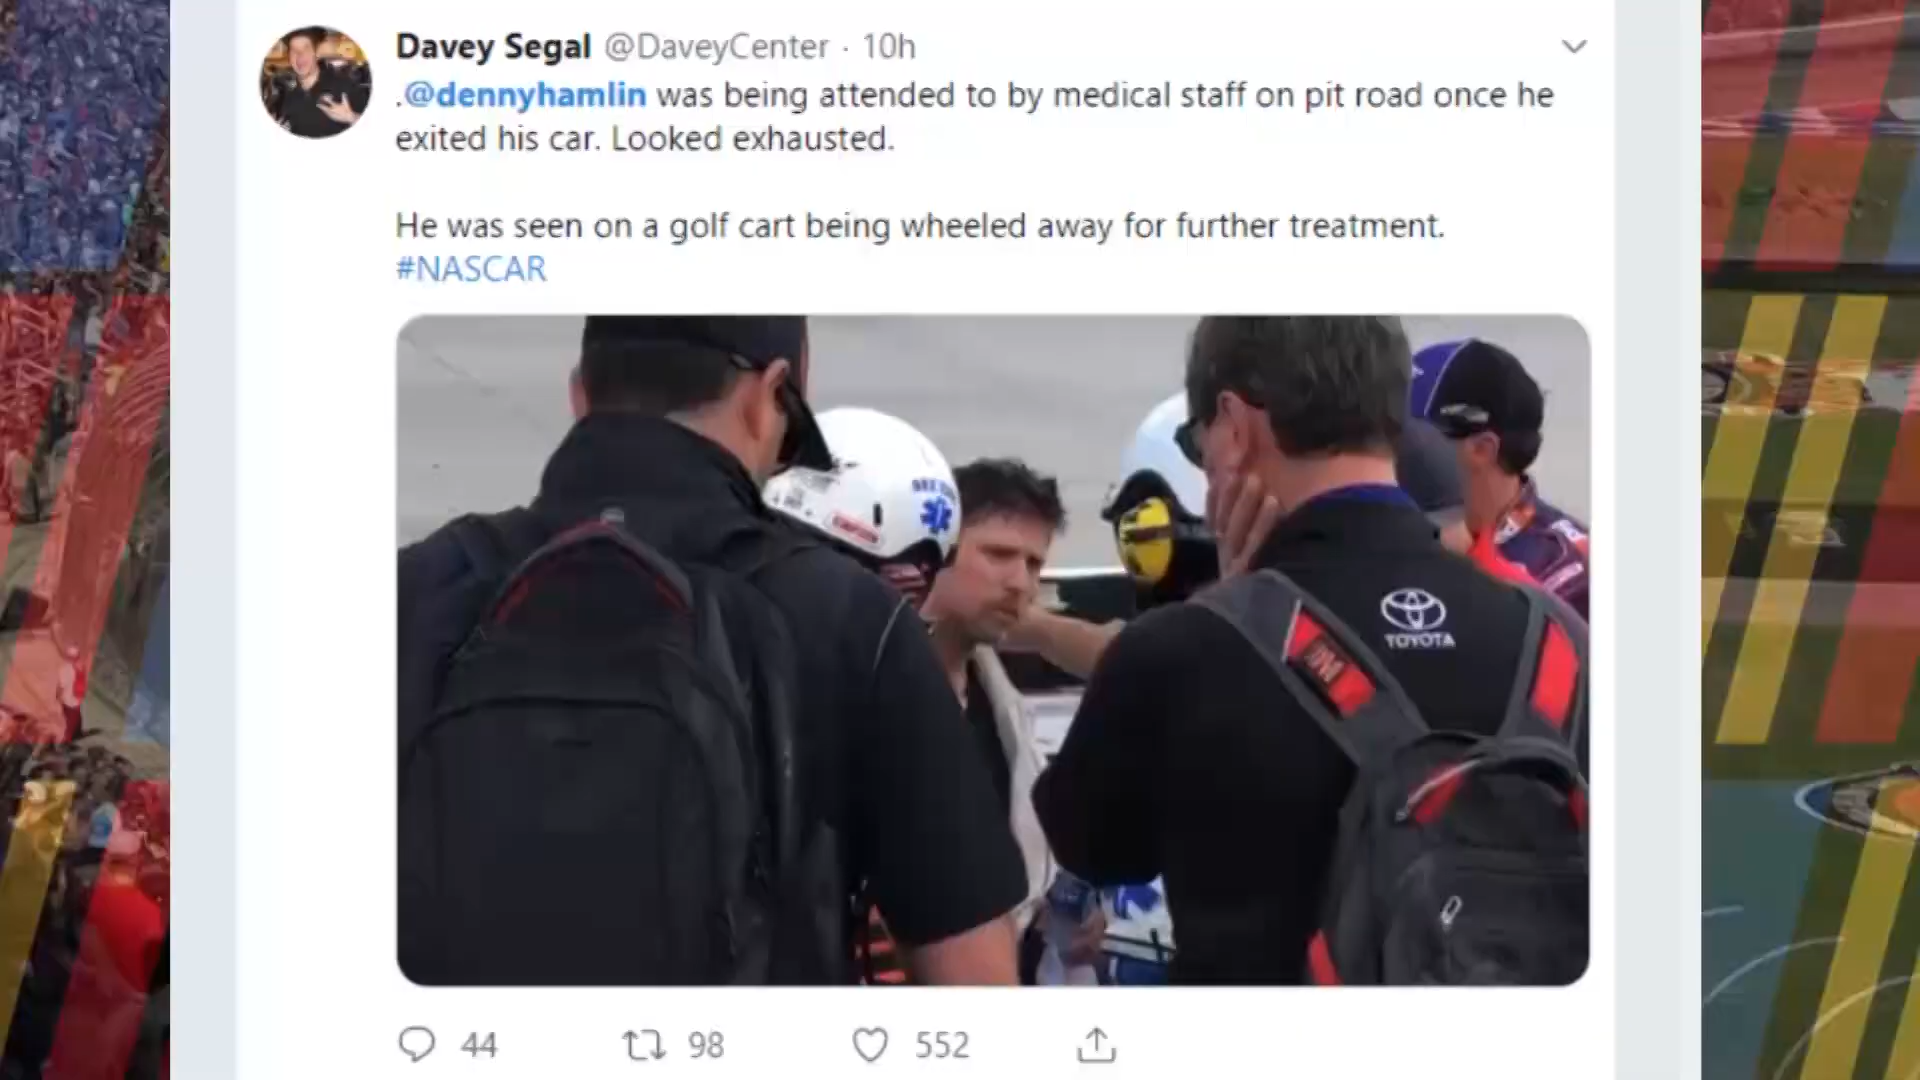 Davey Segal @DaveyCenter · 10h
.@dennyhamlin was being attended to by medical staff on pit road once he
exited his car. Looked exhausted.
He was seen on a golf cart being wheeled away for further treatment.
#NASCAR
TOYOTA
44 98 552